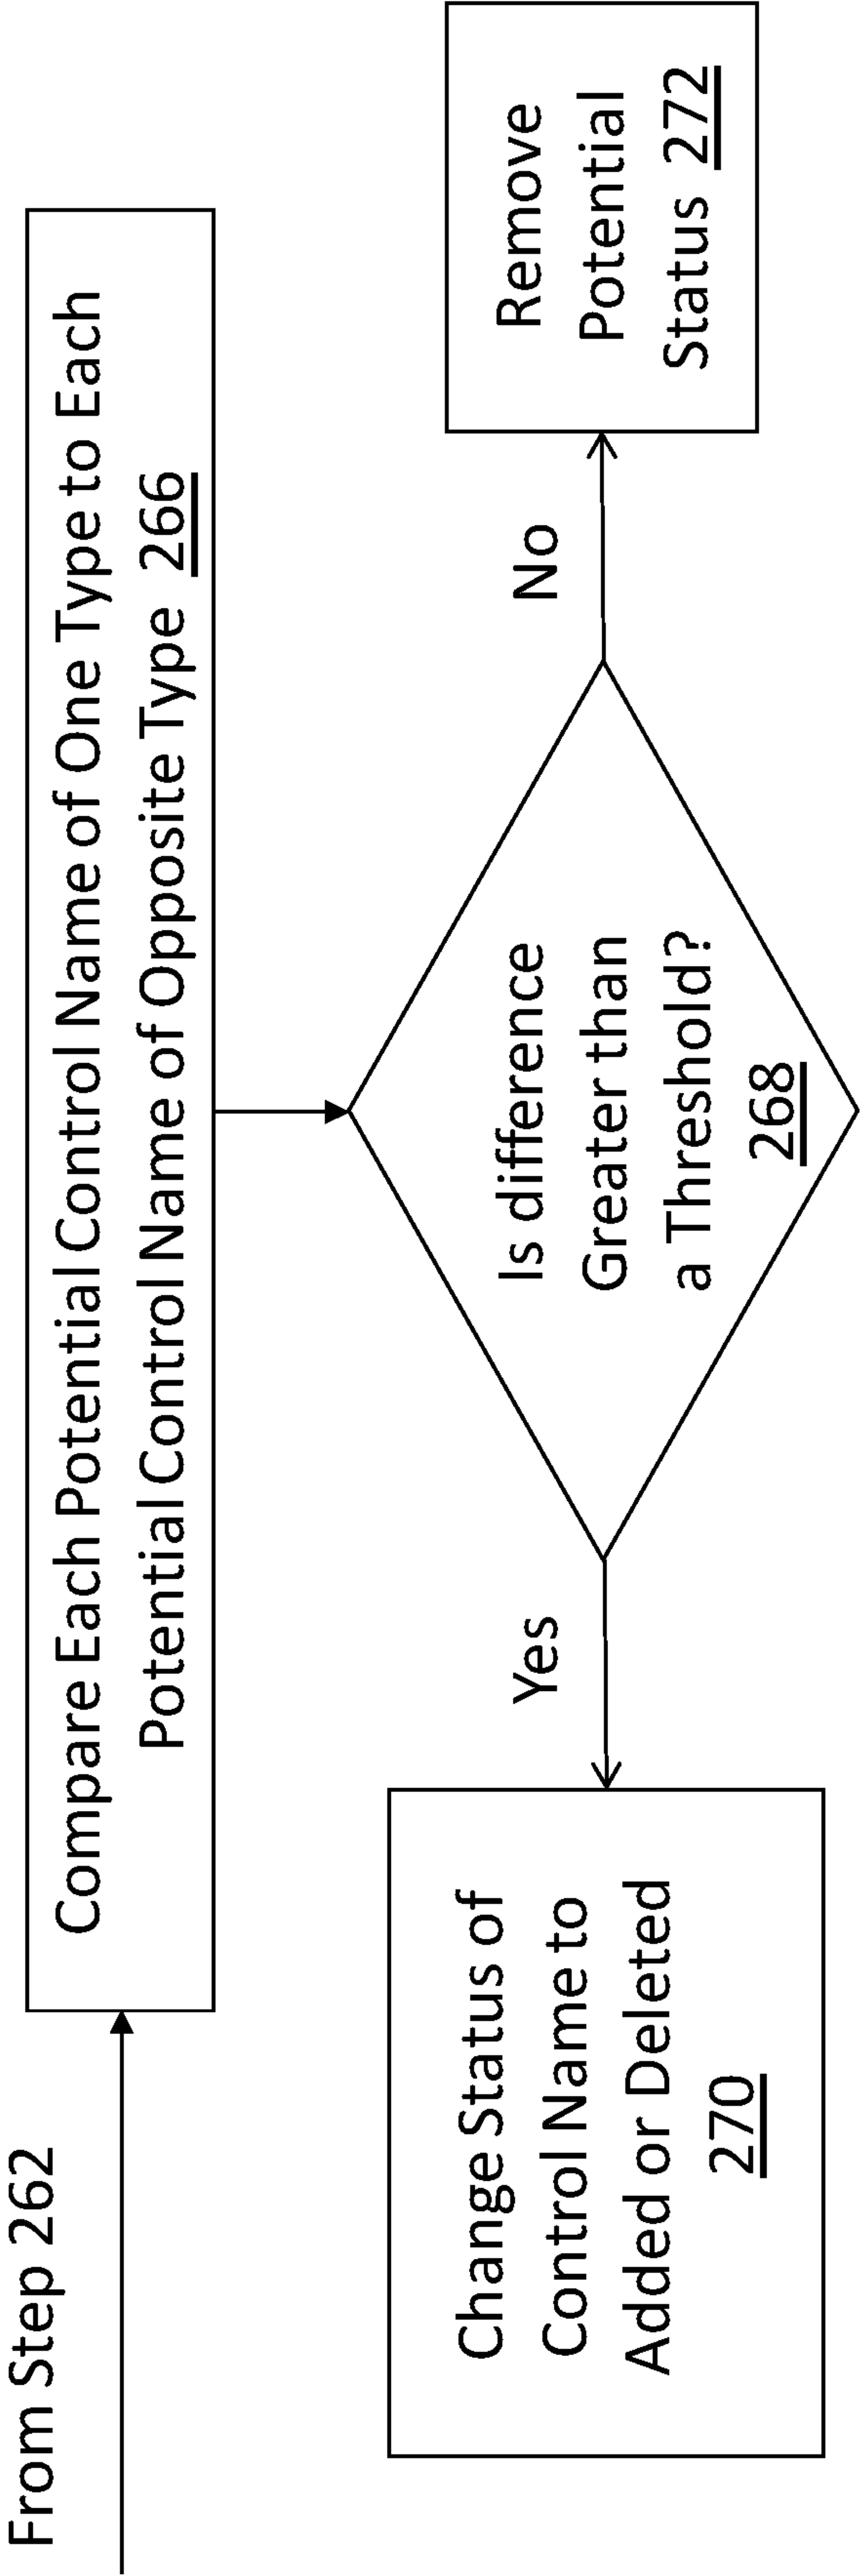 From Step 262
Compare Each Potential Control Name of One Type to Each
Potential Control Name of Opposite Type 266
Is difference
Greater than
a Threshold?
268
Yes
No
Change Status of
Control Name to
Added or Deleted
270
Remove
Potential
Status 272